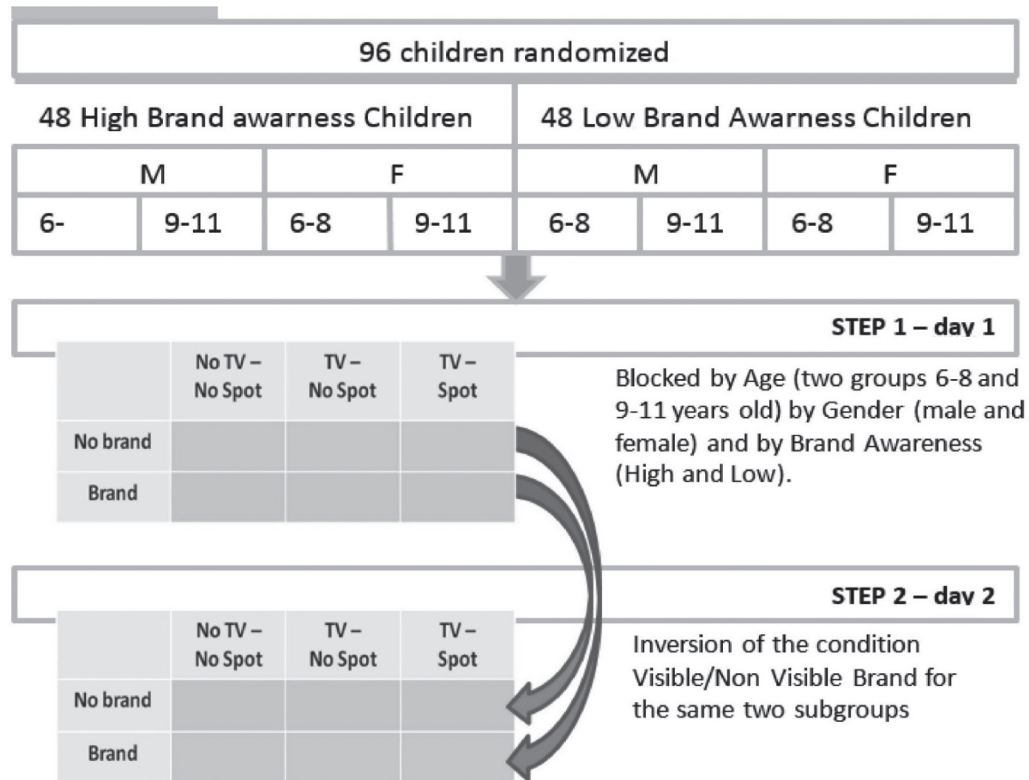 96 children randomized
48 High Brand awarness Children
48 Low Brand Awarness Children
M
F
M
F
6-
9-11
6-8
9-11
6-8
9-11
6-8
9-11
STEP 1 – day 1
No TV –
No Spot
TV –
No Spot
TV –
Spot
No brand
Brand
Blocked by Age (two groups 6-8 and
9-11 years old) by Gender (male and
female) and by Brand Awareness
(High and Low).
STEP 2 – day 2
No TV –
No Spot
TV –
No Spot
TV –
Spot
No brand
Brand
Inversion of the condition
Visible/Non Visible Brand for
the same two subgroups